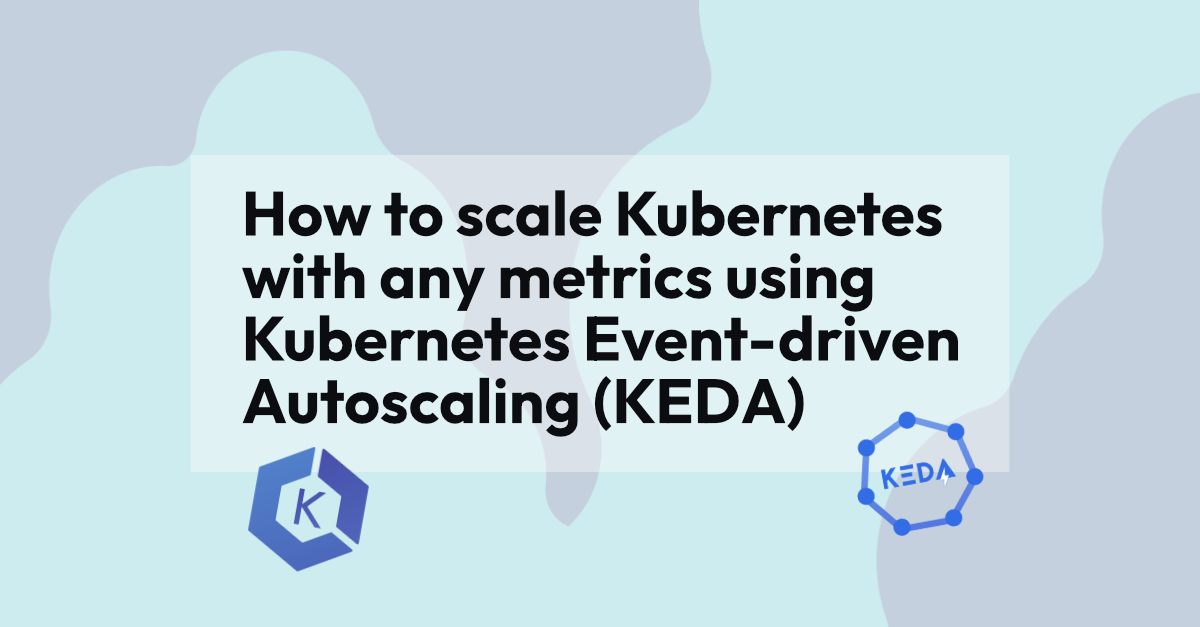 How to scale Kubernetes
with any metrics using
Kubernetes Event-driven
Autoscaling (KEDA)
K
KEDA